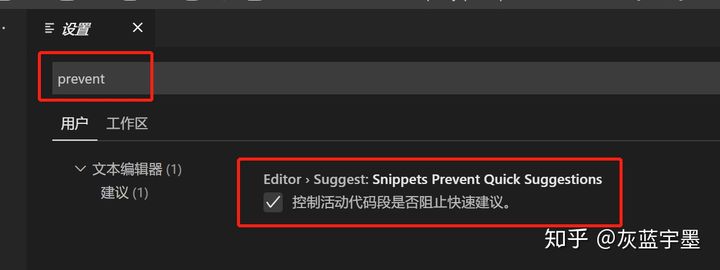 设置
prevent
用户 工作区
文本编辑器 (1)
建议 (1)
Editor › Suggest: Snippets Prevent Quick Suggestions
控制活动代码段是否阻止快速建议。
知乎 @灰蓝宇墨